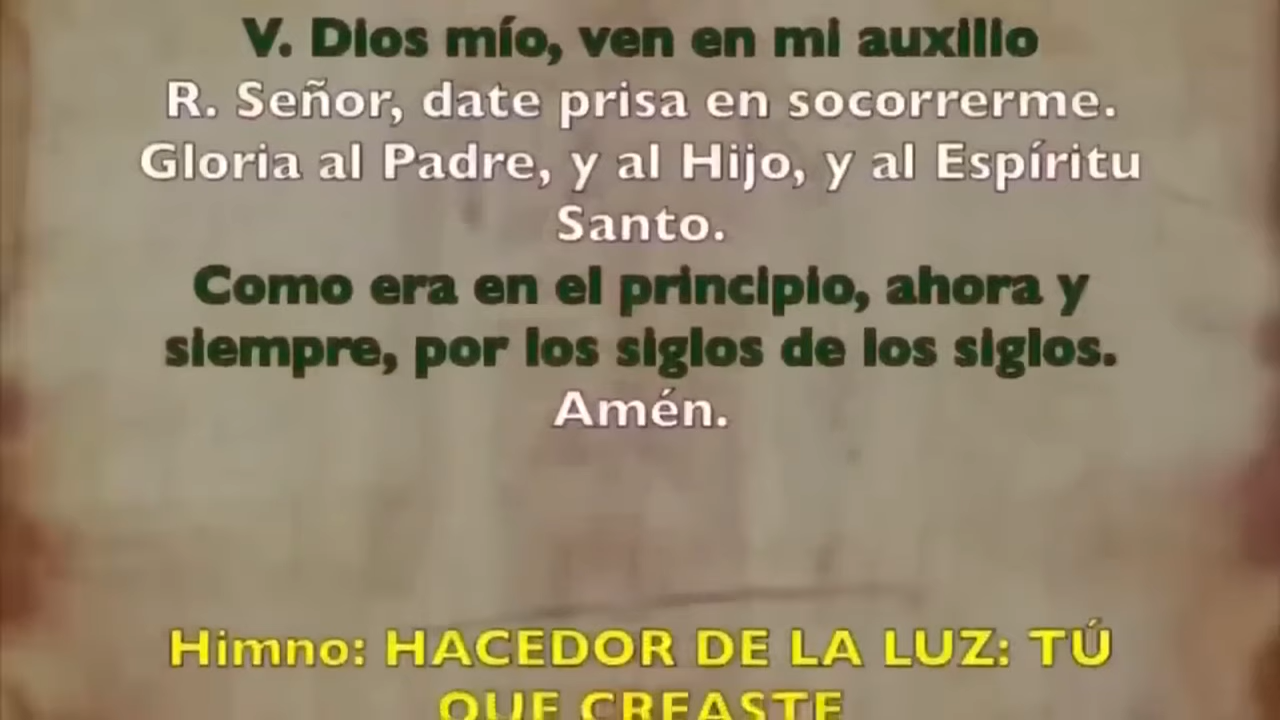 V. Dios mío, ven en mi auxilio
R. Señor, date prisa en socorrerme.
Gloria al Padre, y al Hijo, y al Espíritu
Santo.
Como era en el principio, ahora y
siempre, por los siglos de los siglos.
Amén.
Himno: HACEDOR DE LA LUZ: TÚ
QUE CREASTE